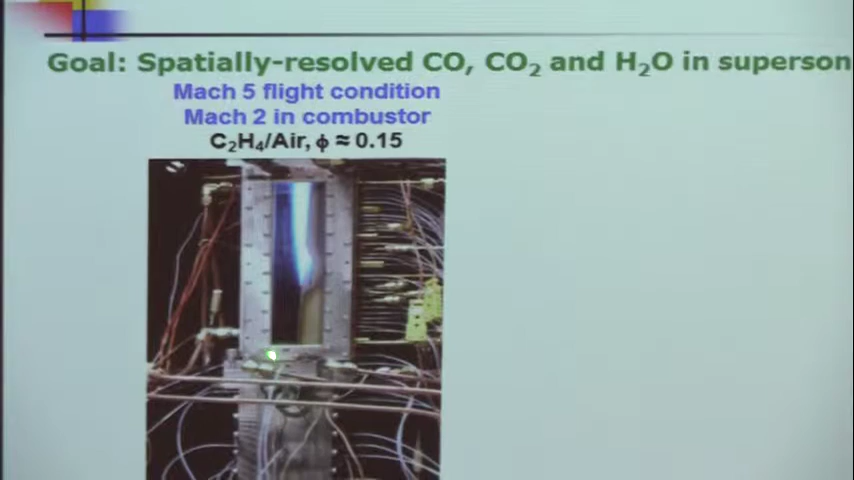 Goal: Spatially-resolved CO, CO₂ and H₂O in superson
Mach 5 flight condition
Mach 2 in combustor
C₂H₄/Air, ϕ ≈ 0.15